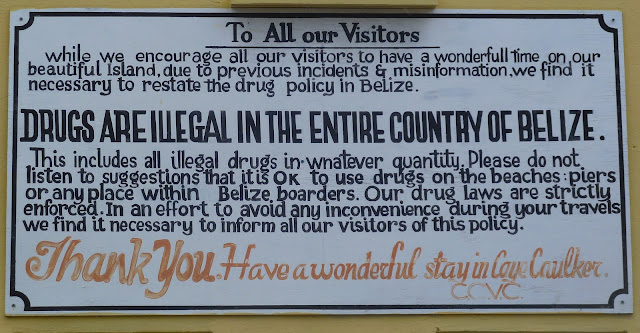 To All our Visitors
while we encourage all our visitors to have a wonderfull time on our
beautiful Island, due to previous incidents & misinformation, we find it
necessary to restate the drug policy in Belize.
DRUGS ARE ILLEGAL IN THE ENTIRE COUNTRY OF BELIZE.
This includes all illegal drugs in whatever quantity. Please do not
listen to suggestions that it is OK to use drugs on the beaches piers
or any place within Belize boarders. Our drug laws are strictly
enforced. In an effort to avoid any inconvenience during your travels
we find it necessary to inform all our visitors of this policy.
Thank You. Have a wonderful stay in Caye Caulker.
C.C.V.C.